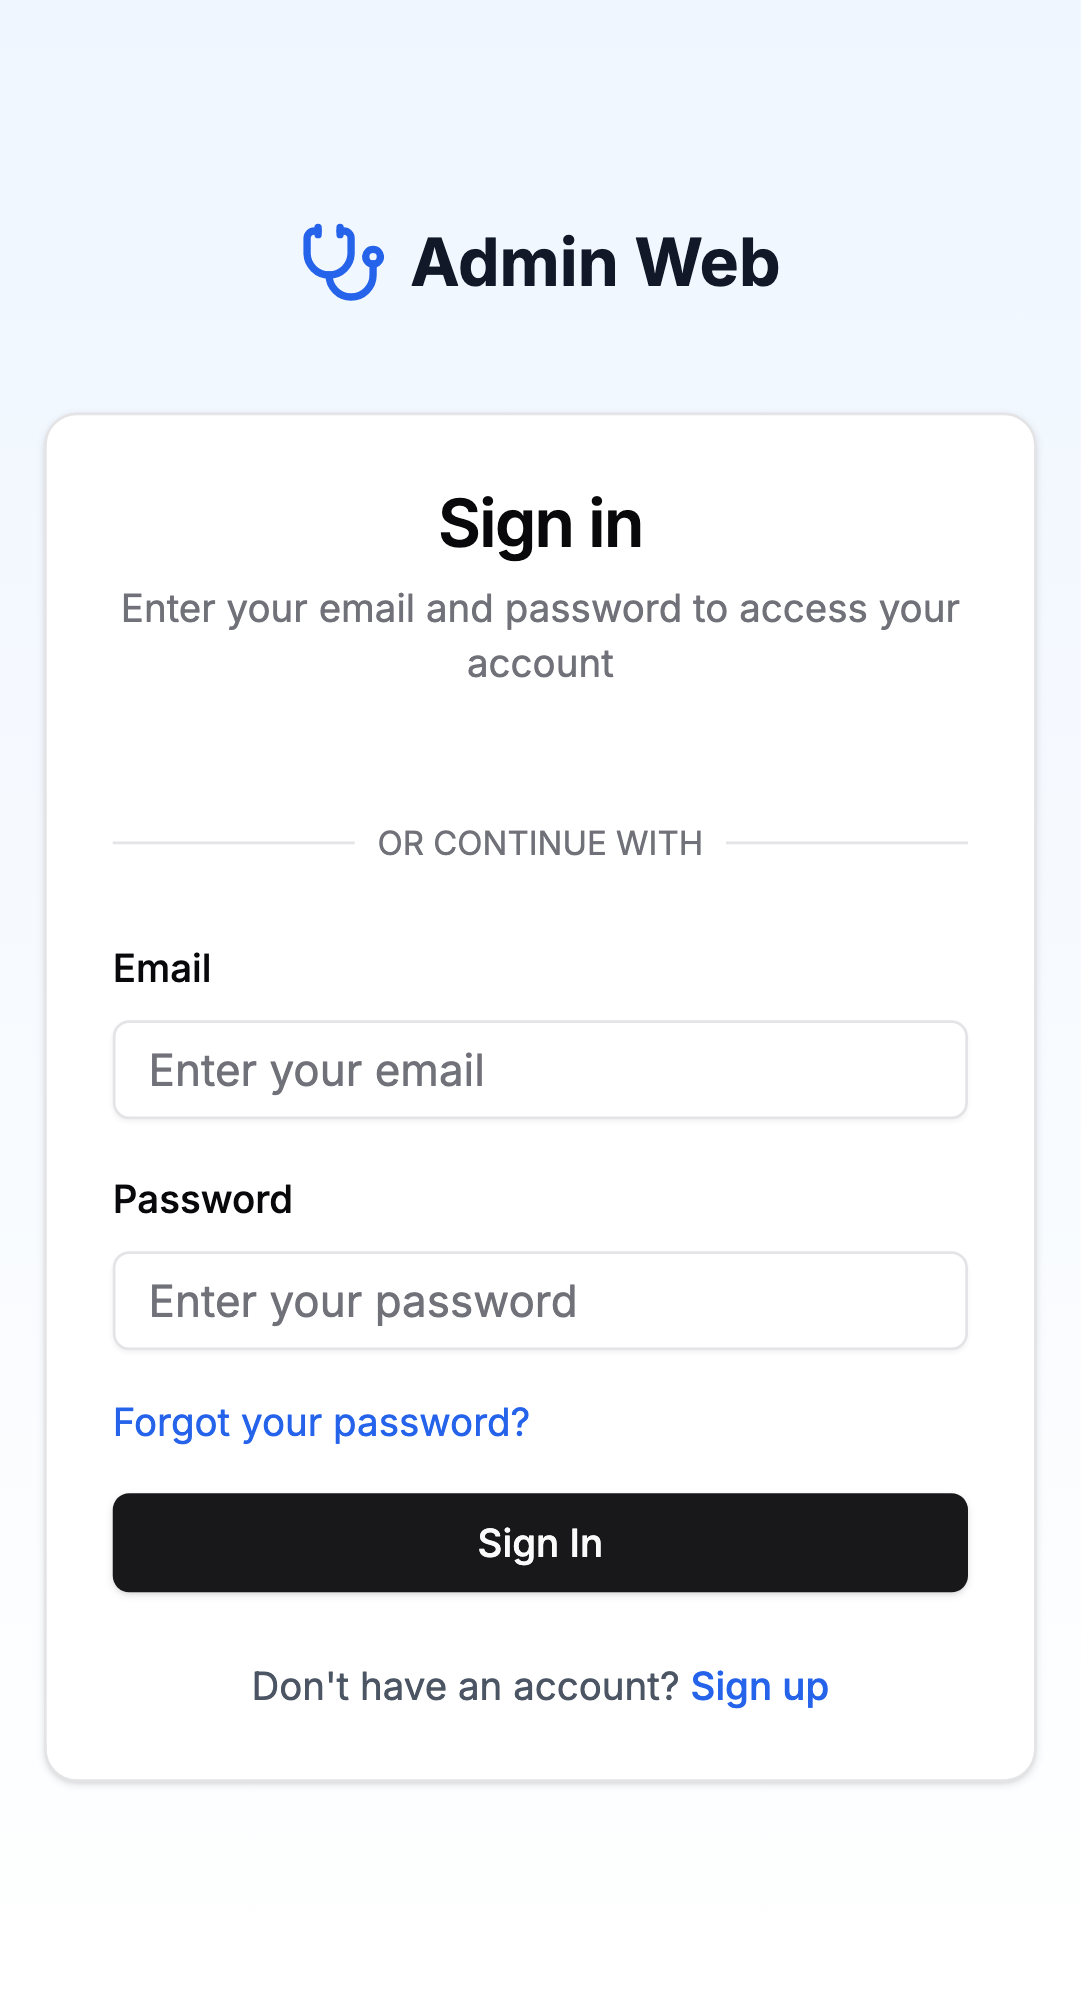 Admin Web
Sign in
Enter your email and password to access your
account
OR CONTINUE WITH
Email
Enter your email
Password
Enter your password
Forgot your password?
Sign In
Don't have an account? Sign up